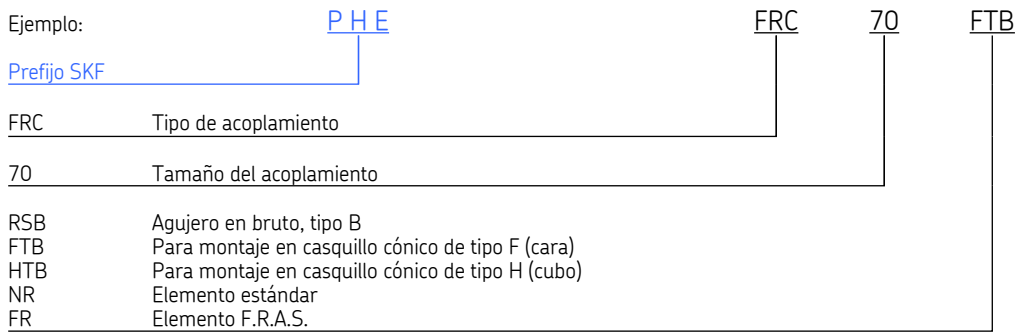 Ejemplo: P H E FRC 70 FTB
Prefijo SKF
FRC Tipo de acoplamiento
70 Tamaño del acoplamiento
RSB Agujero en bruto, tipo B
FTB Para montaje en casquillo cónico de tipo F (cara)
HTB Para montaje en casquillo cónico de tipo H (cubo)
NR Elemento estándar
FR Elemento F.R.A.S.